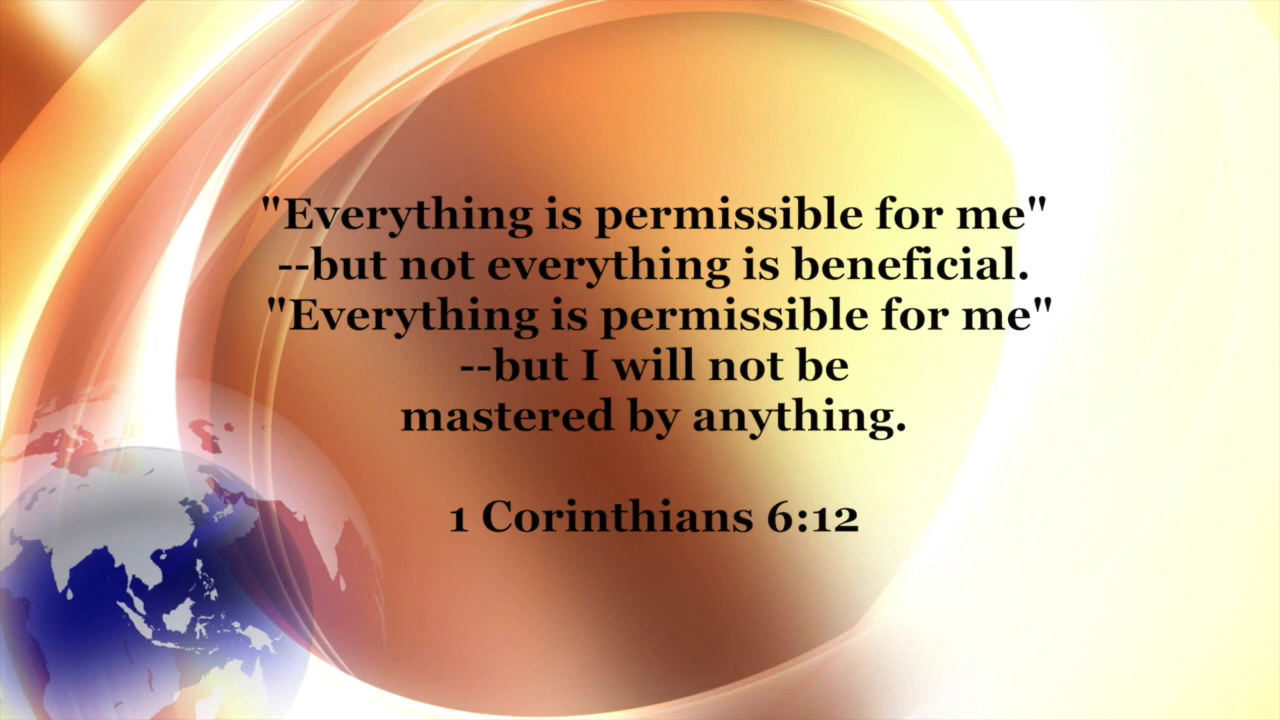 "Everything is permissible for me"
--but not everything is beneficial.
"Everything is permissible for me"
--but I will not be
mastered by anything.
1 Corinthians 6:12